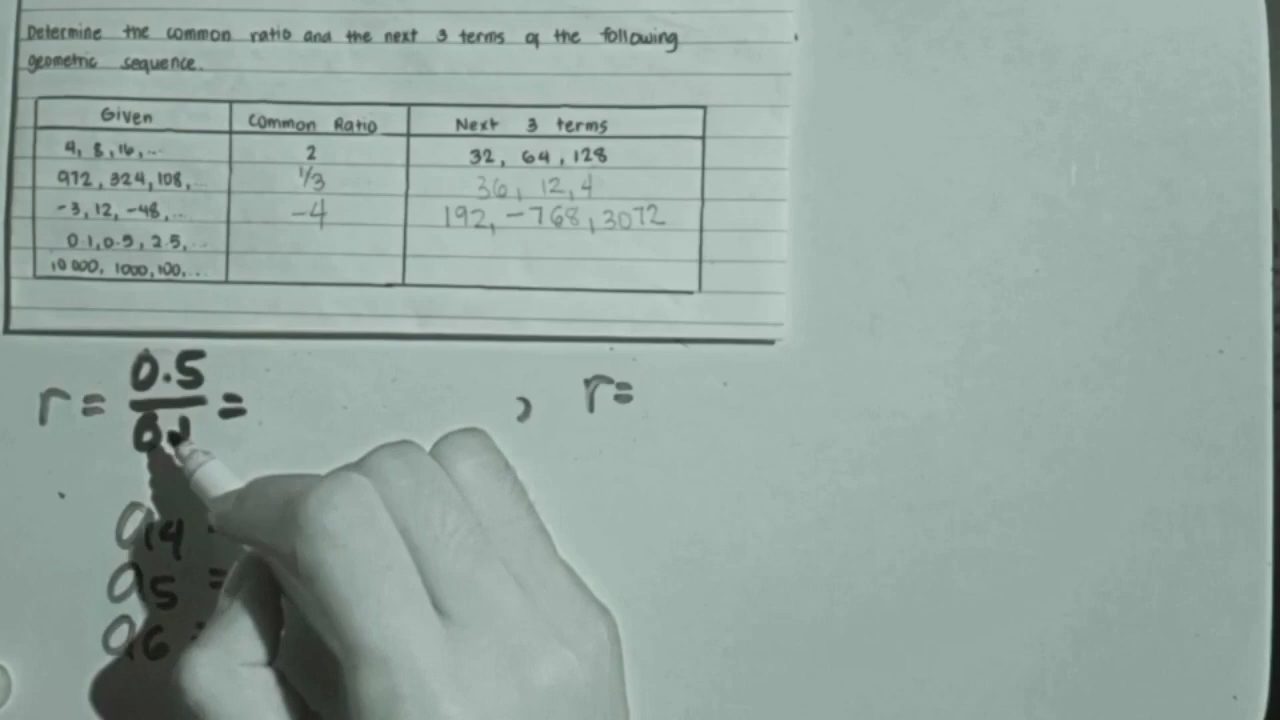 Determine the common ratio and the next 3 terms of the following
geometric sequence.
Given Common Ratio Next 3 terms
4, 8, 16, ... 2 32, 64, 128
972, 324, 108, ... 1/3 36, 12, 4
-3, 12, -48, ... -4 192, -768, 3072
0.1, 0.5, 2.5, ...
10 000, 1000, 100, ...
r = 0.5 = , r =
0.1
a4
a5 =
a6 =